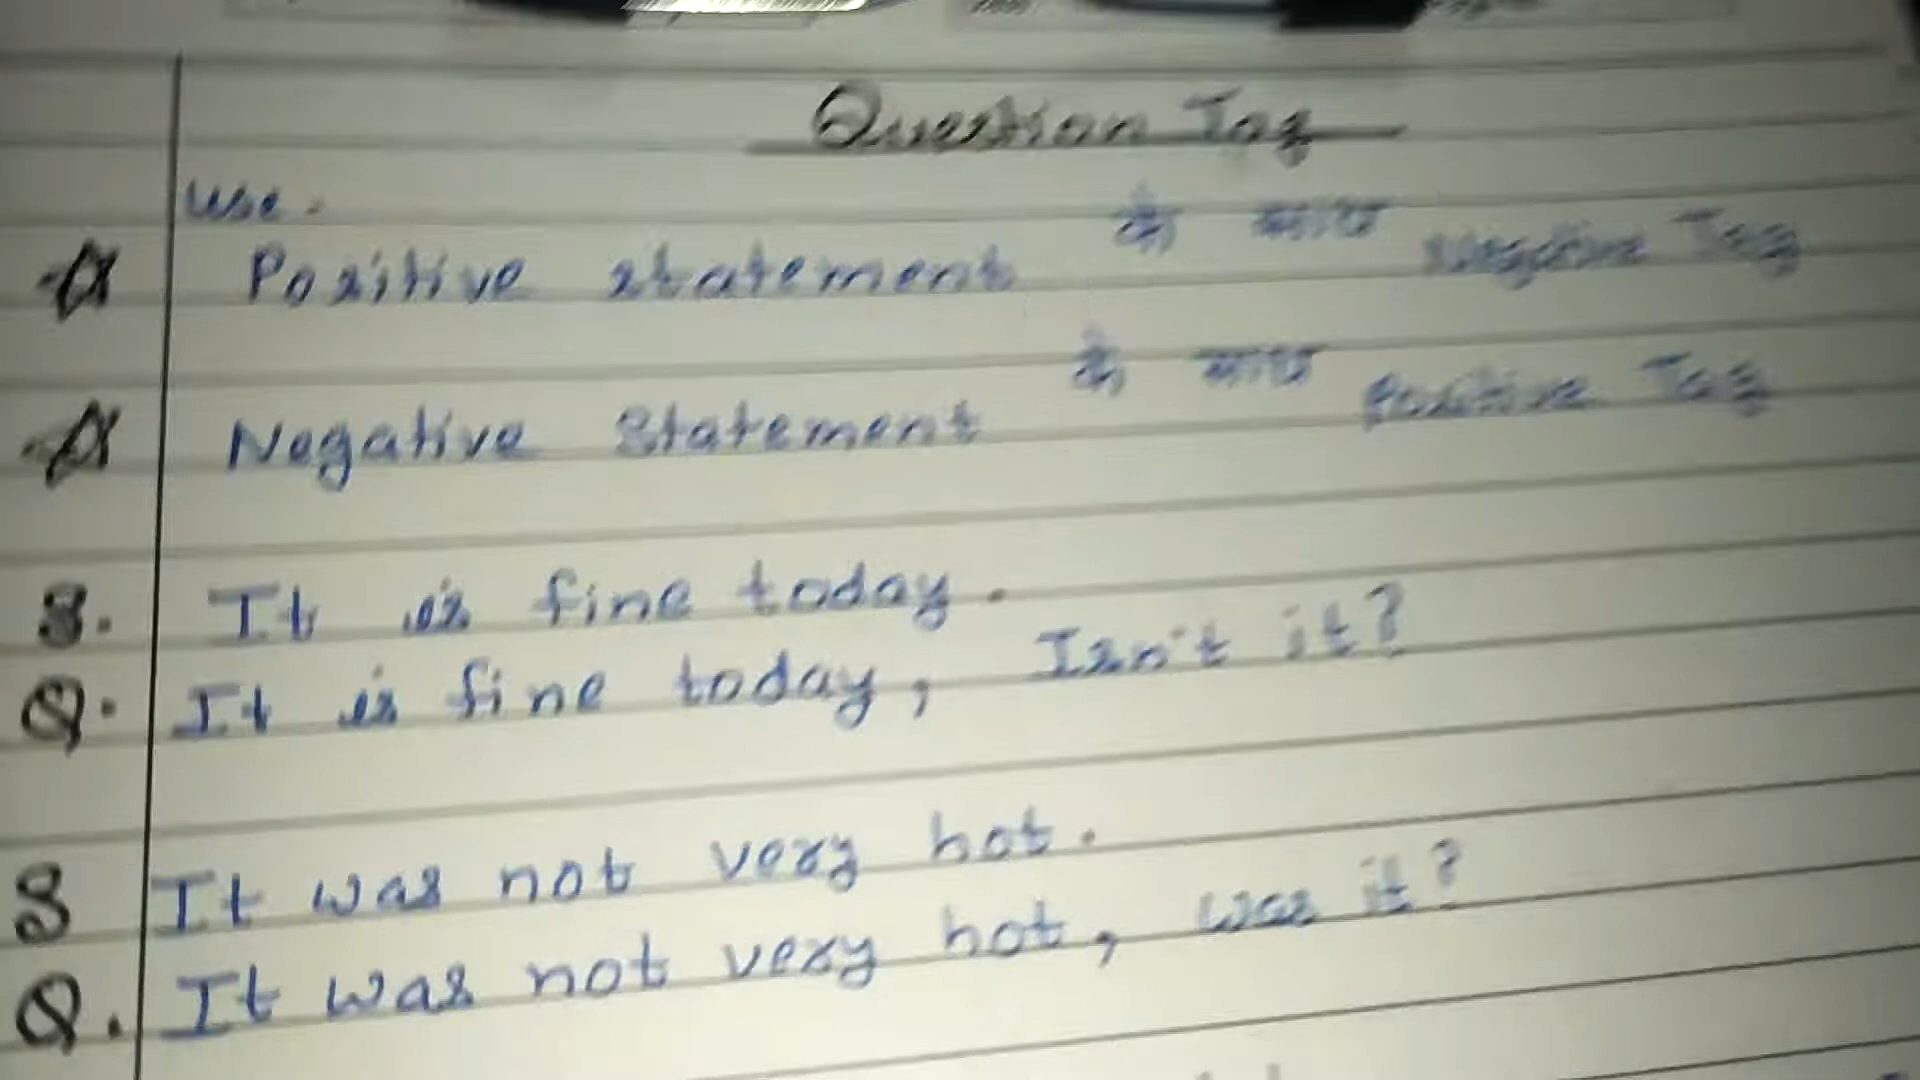 Question Tag
Use.
Positive statement के साथ Negative Tag
Negative Statement के साथ Positive Tag
S. It is fine today.
Q. It is fine today, Isn't it?
S It was not very hot.
Q. It was not very hot, was it?